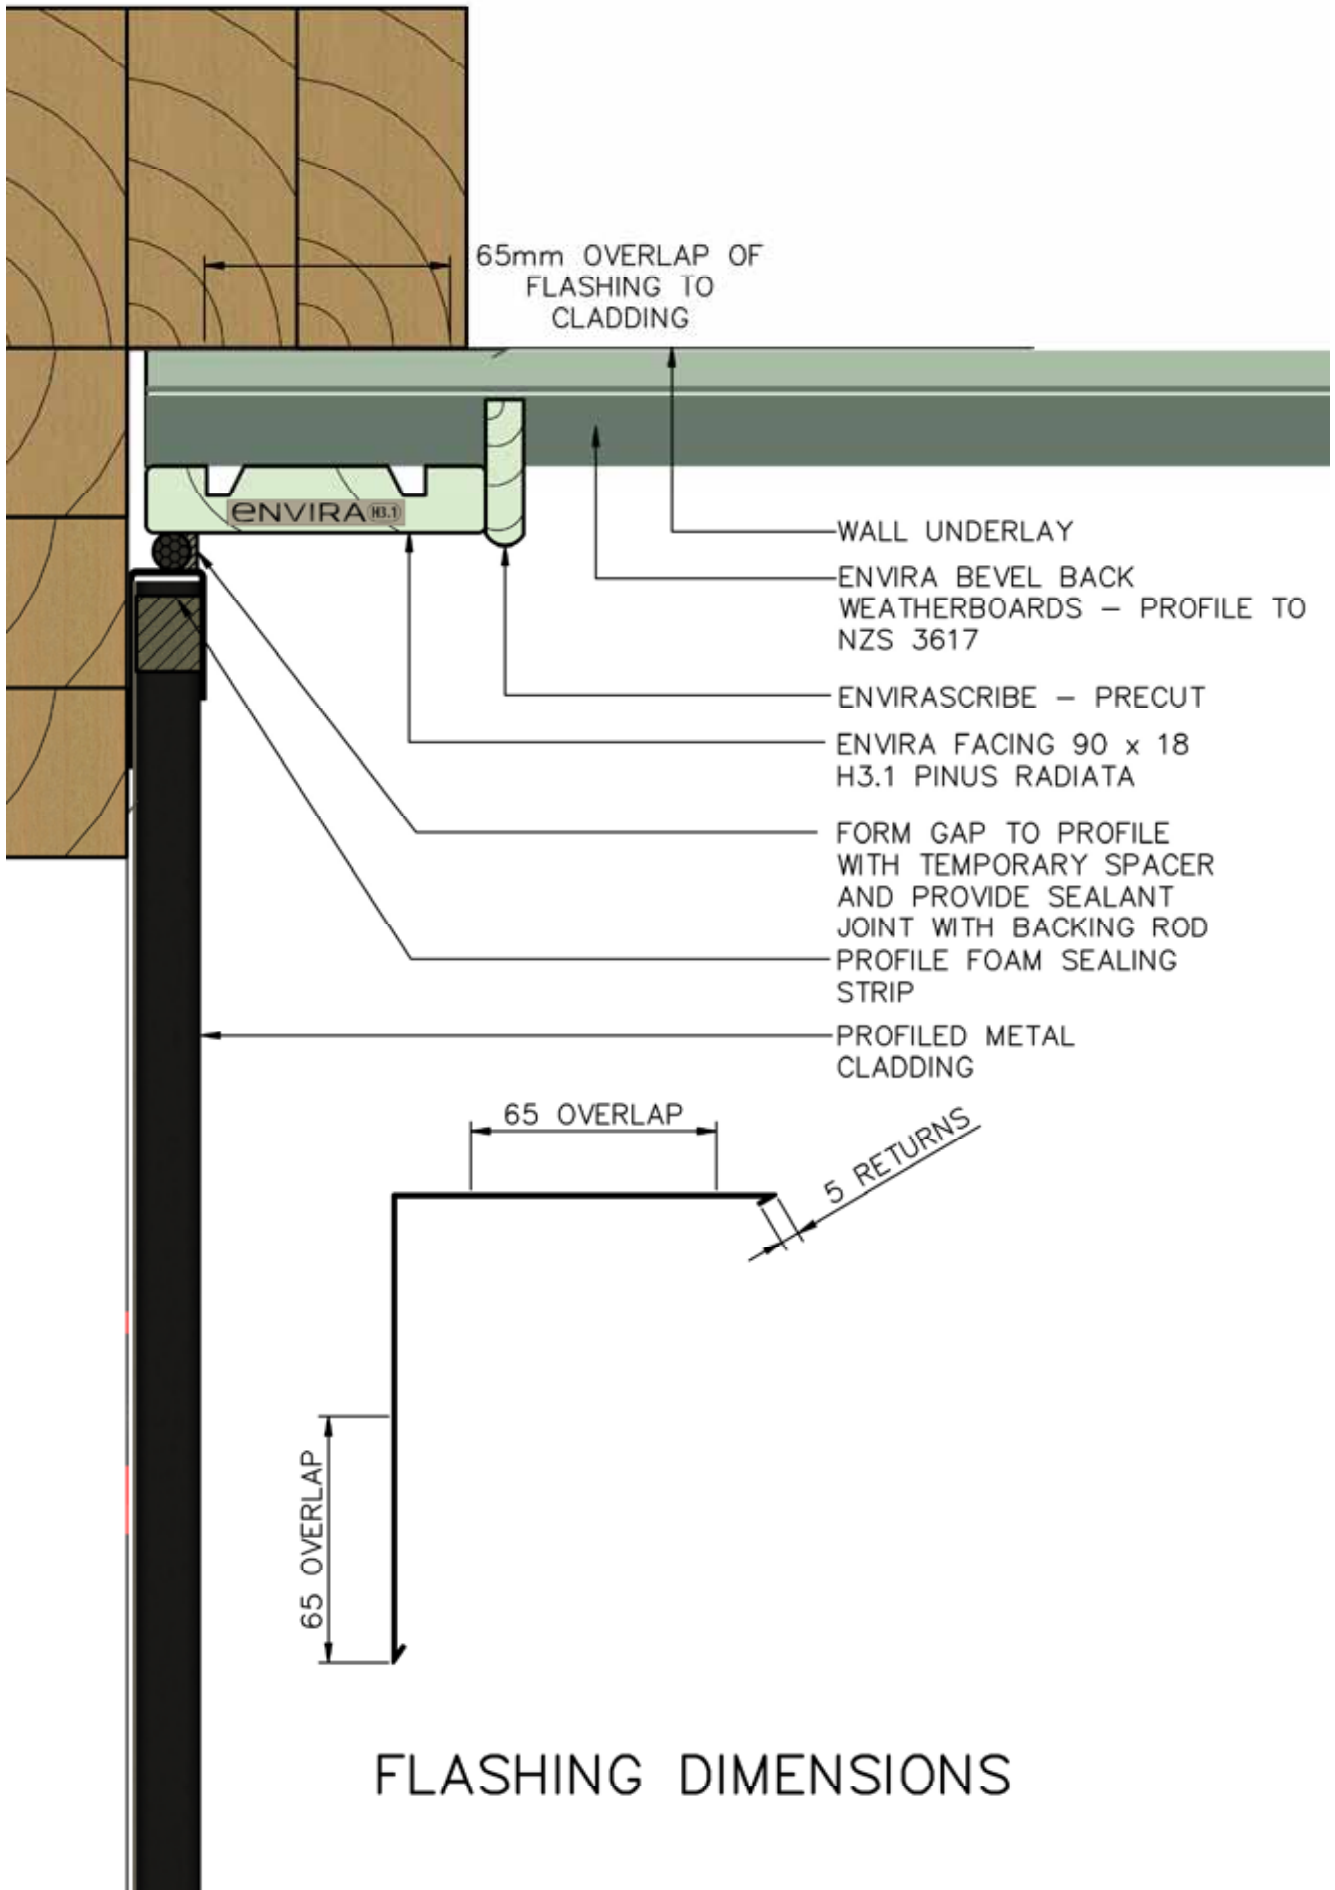 65mm OVERLAP OF
FLASHING TO
CLADDING
eNVIRA H3.1
WALL UNDERLAY
ENVIRA BEVEL BACK
WEATHERBOARDS – PROFILE TO
NZS 3617
ENVIRASCRIBE – PRECUT
ENVIRA FACING 90 x 18
H3.1 PINUS RADIATA
FORM GAP TO PROFILE
WITH TEMPORARY SPACER
AND PROVIDE SEALANT
JOINT WITH BACKING ROD
PROFILE FOAM SEALING
STRIP
PROFILED METAL
CLADDING
65 OVERLAP
5 RETURNS
65 OVERLAP
FLASHING DIMENSIONS